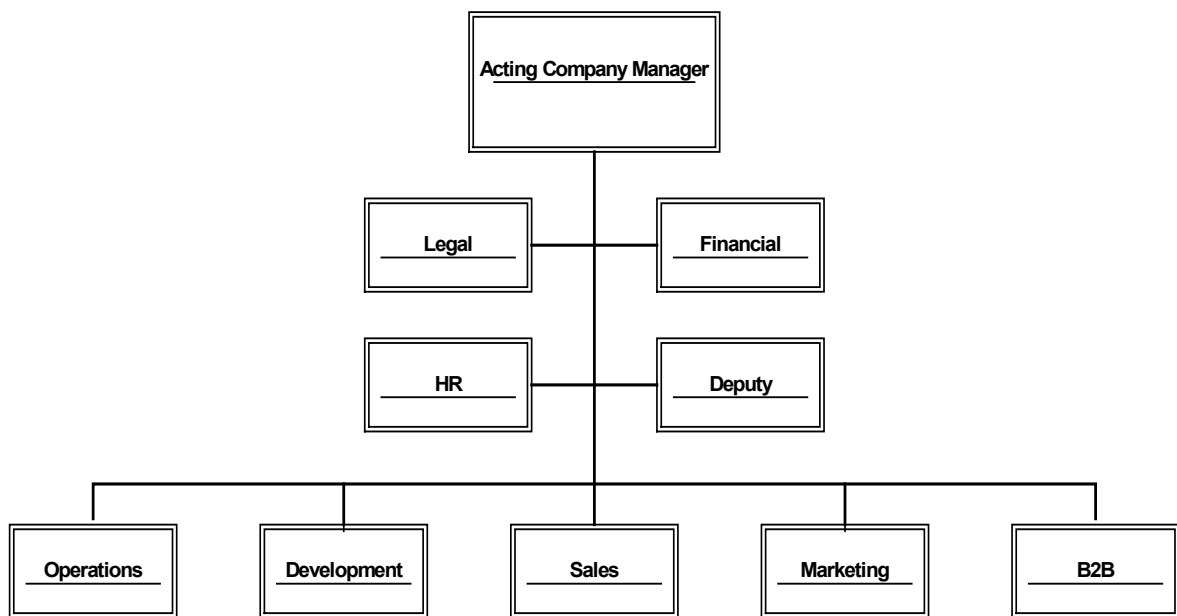 Acting Company Manager
Legal
Financial
HR
Deputy
Operations
Development
Sales
Marketing
B2B